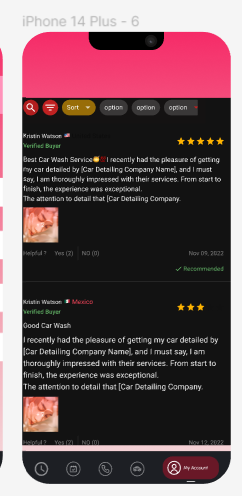 iPhone 14 Plus - 6
Sort option option option
Kristin Watson
Verified Buyer
Best Car Wash Service I recently had the pleasure of getting
my car detailed by [Car Detailing Company Name], and I must
say, I am thoroughly impressed with their services. From start to
finish, the experience was exceptional.
The attention to detail that [Car Detailing Company.
Helpful ? Yes (2) NO (0) Nov 09, 2022
✓ Recommended
Kristin Watson Mexico
Verified Buyer
Good Car Wash
I recently had the pleasure of getting my car detailed by
[Car Detailing Company Name], and I must say, I am
thoroughly impressed with their services. From start to
finish, the experience was exceptional.
The attention to detail that [Car Detailing Company.
Helpful ? Yes (2) NO (0) Nov 12, 2022
My Account